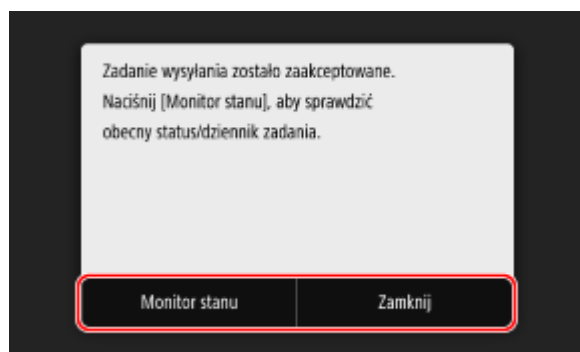 Zadanie wysyłania zostało zaakceptowane.
Naciśnij [Monitor stanu], aby sprawdzić
obecny status/dziennik zadania.
Monitor stanu
Zamknij